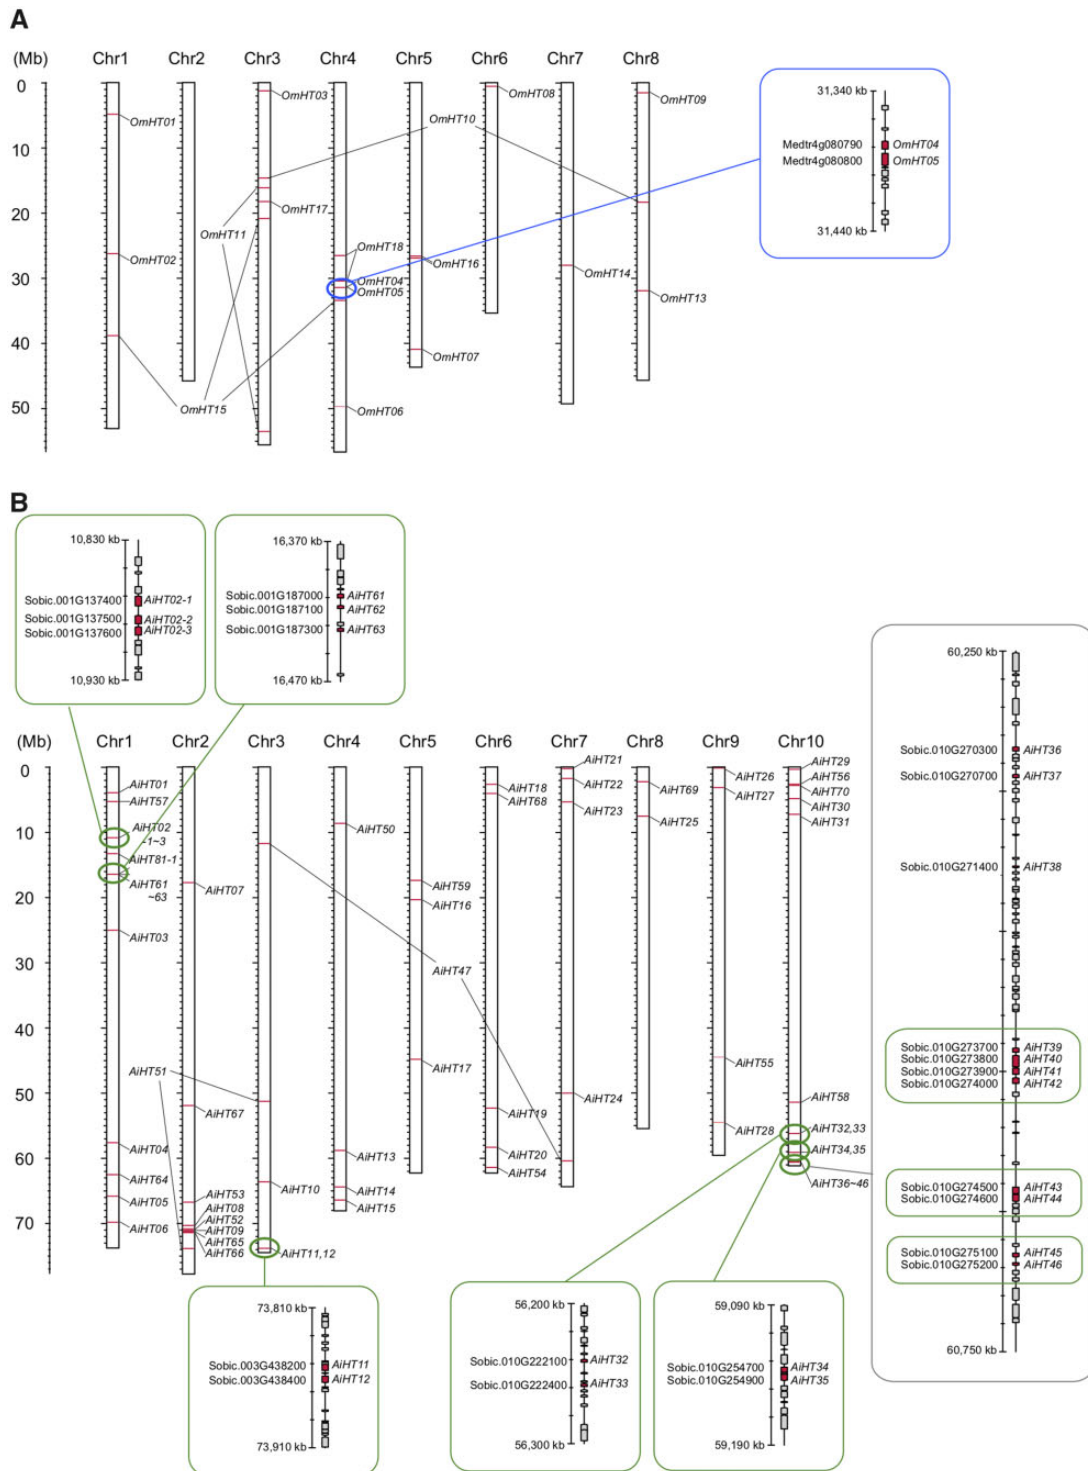 A
(Mb) Chr1 Chr2 Chr3 Chr4 Chr5 Chr6 Chr7 Chr8
0
10
20
30
40
50
OmHT01
OmHT02
OmHT03
OmHT10
OmHT17
OmHT11
OmHT15
OmHT18
OmHT04
OmHT05
OmHT06
OmHT16
OmHT07
OmHT08
OmHT14
OmHT09
OmHT13
31,340 kb
Medtr4g080790 OmHT04
Medtr4g080800 OmHT05
31,440 kb
B
10,830 kb
Sobic.001G137400 AiHT02-1
Sobic.001G137500 AiHT02-2
Sobic.001G137600 AiHT02-3
10,930 kb
16,370 kb
Sobic.001G187000 AiHT61
Sobic.001G187100 AiHT62
Sobic.001G187300 AiHT63
16,470 kb
(Mb) Chr1 Chr2 Chr3 Chr4 Chr5 Chr6 Chr7 Chr8 Chr9 Chr10
0
10
20
30
40
50
60
70
AiHT01
AiHT57
AiHT02
-1~3
AiHT81-1
AiHT61
~63
AiHT03
AiHT51
AiHT04
AiHT64
AiHT05
AiHT06
AiHT07
AiHT67
AiHT53
AiHT08
AiHT52
AiHT09
AiHT65
AiHT66
AiHT10
AiHT11,12
AiHT50
AiHT47
AiHT13
AiHT14
AiHT15
AiHT59
AiHT16
AiHT17
AiHT18
AiHT68
AiHT19
AiHT20
AiHT54
AiHT21
AiHT22
AiHT23
AiHT24
AiHT69
AiHT25
AiHT26
AiHT27
AiHT55
AiHT28
AiHT29
AiHT56
AiHT70
AiHT30
AiHT31
AiHT58
AiHT32,33
AiHT34,35
AiHT36~46
60,250 kb
Sobic.010G270300 AiHT36
Sobic.010G270700 AiHT37
Sobic.010G271400 AiHT38
Sobic.010G273700 AiHT39
Sobic.010G273800 AiHT40
Sobic.010G273900 AiHT41
Sobic.010G274000 AiHT42
Sobic.010G274500 AiHT43
Sobic.010G274600 AiHT44
Sobic.010G275100 AiHT45
Sobic.010G275200 AiHT46
60,750 kb
73,810 kb
Sobic.003G438200 AiHT11
Sobic.003G438400 AiHT12
73,910 kb
56,200 kb
Sobic.010G222100 AiHT32
Sobic.010G222400 AiHT33
56,300 kb
59,090 kb
Sobic.010G254700 AiHT34
Sobic.010G254900 AiHT35
59,190 kb